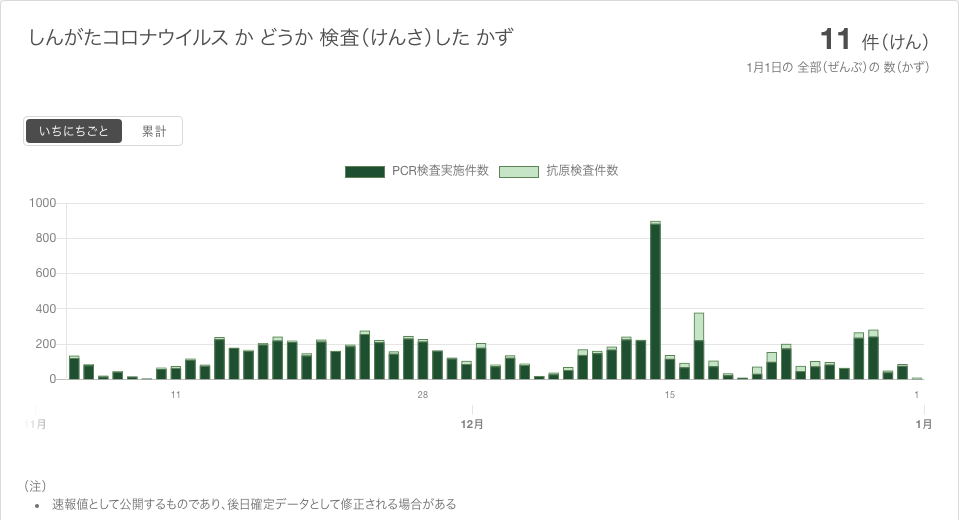 しんがたコロナウイルス か どうか 検査（けんさ）した かず
11 件（けん）
1月1日の 全部（ぜんぶ）の 数（かず）
いちにちごと 累計
PCR検査実施件数 抗原検査件数
1000
800
600
400
200
0
11 28 15 1
11月 12月 1月
（注）
• 速報値として公開するものであり、後日確定データとして修正される場合がある